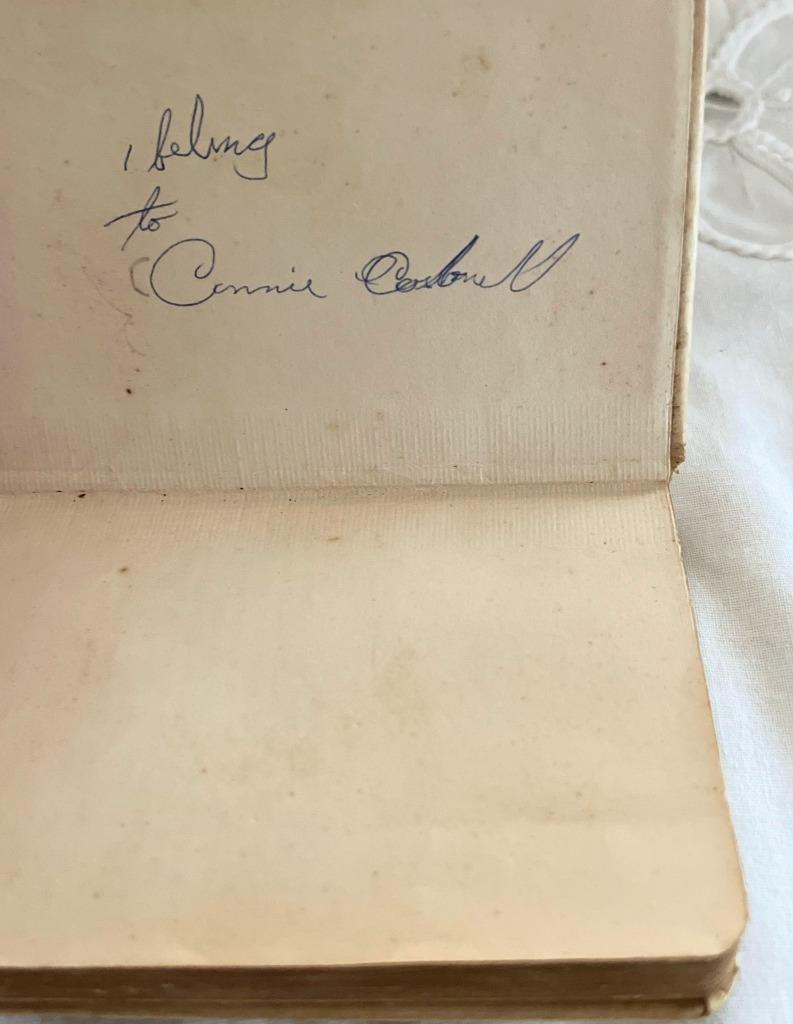 I belong
to
Connie